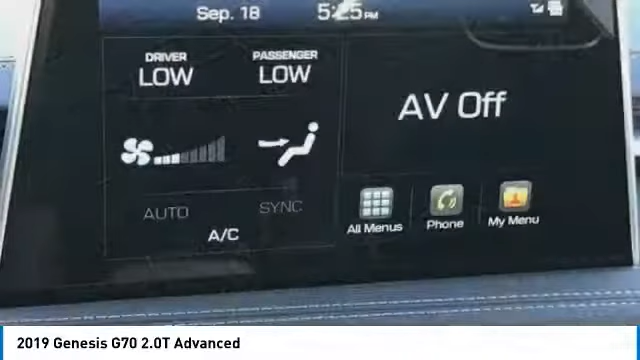 Sep. 18
5:25 PM
DRIVER
LOW
PASSENGER
LOW
AV Off
AUTO
SYNC
A/C
All Menus
Phone
My Menu
2019 Genesis G70 2.0T Advanced